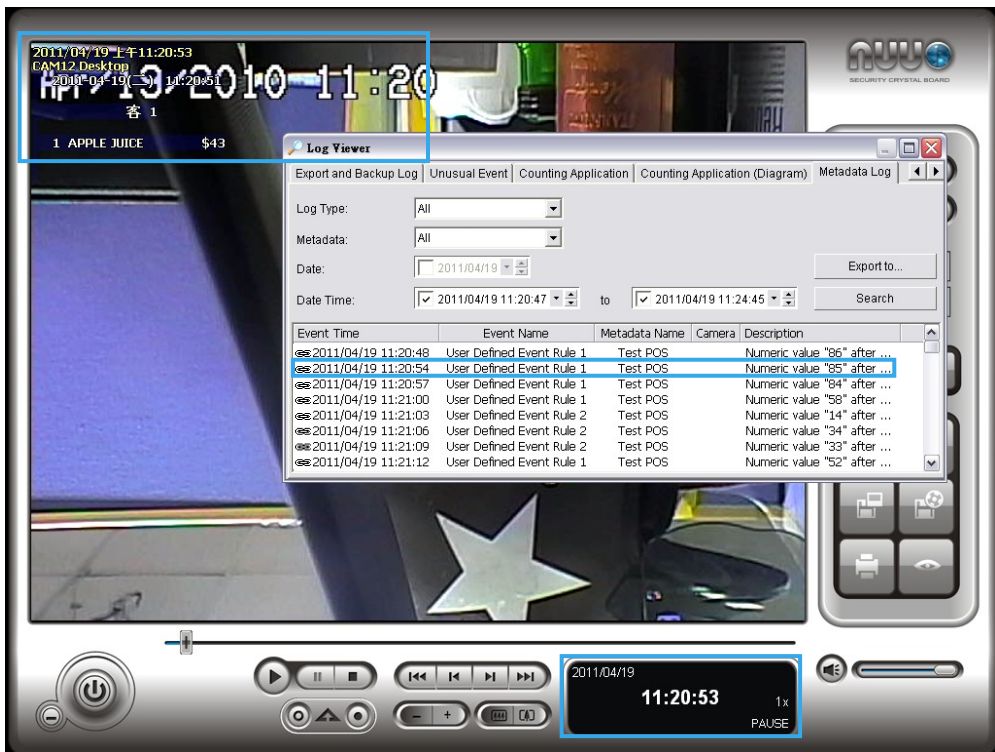 2011/04/19 上午11:20:53
CAM12 Desktop
2011-04-19(二) 11:20:51
Apr/13/2010 11:20
客 1
1 APPLE JUICE $43
NUUO
SECURITY CRYSTAL BOARD
Log Viewer
Export and Backup Log Unusual Event Counting Application Counting Application (Diagram) Metadata Log
Log Type: All
Metadata: All
Date: 2011/04/19
Export to...
Date Time: 2011/04/19 11:20:47 to 2011/04/19 11:24:45
Search
Event Time Event Name Metadata Name Camera Description
2011/04/19 11:20:48 User Defined Event Rule 1 Test POS Numeric value "86" after ...
2011/04/19 11:20:54 User Defined Event Rule 1 Test POS Numeric value "85" after ...
2011/04/19 11:20:57 User Defined Event Rule 1 Test POS Numeric value "84" after ...
2011/04/19 11:21:00 User Defined Event Rule 1 Test POS Numeric value "58" after ...
2011/04/19 11:21:03 User Defined Event Rule 2 Test POS Numeric value "14" after ...
2011/04/19 11:21:06 User Defined Event Rule 2 Test POS Numeric value "34" after ...
2011/04/19 11:21:09 User Defined Event Rule 2 Test POS Numeric value "33" after ...
2011/04/19 11:21:12 User Defined Event Rule 1 Test POS Numeric value "52" after ...
2011/04/19
11:20:53
1x
PAUSE